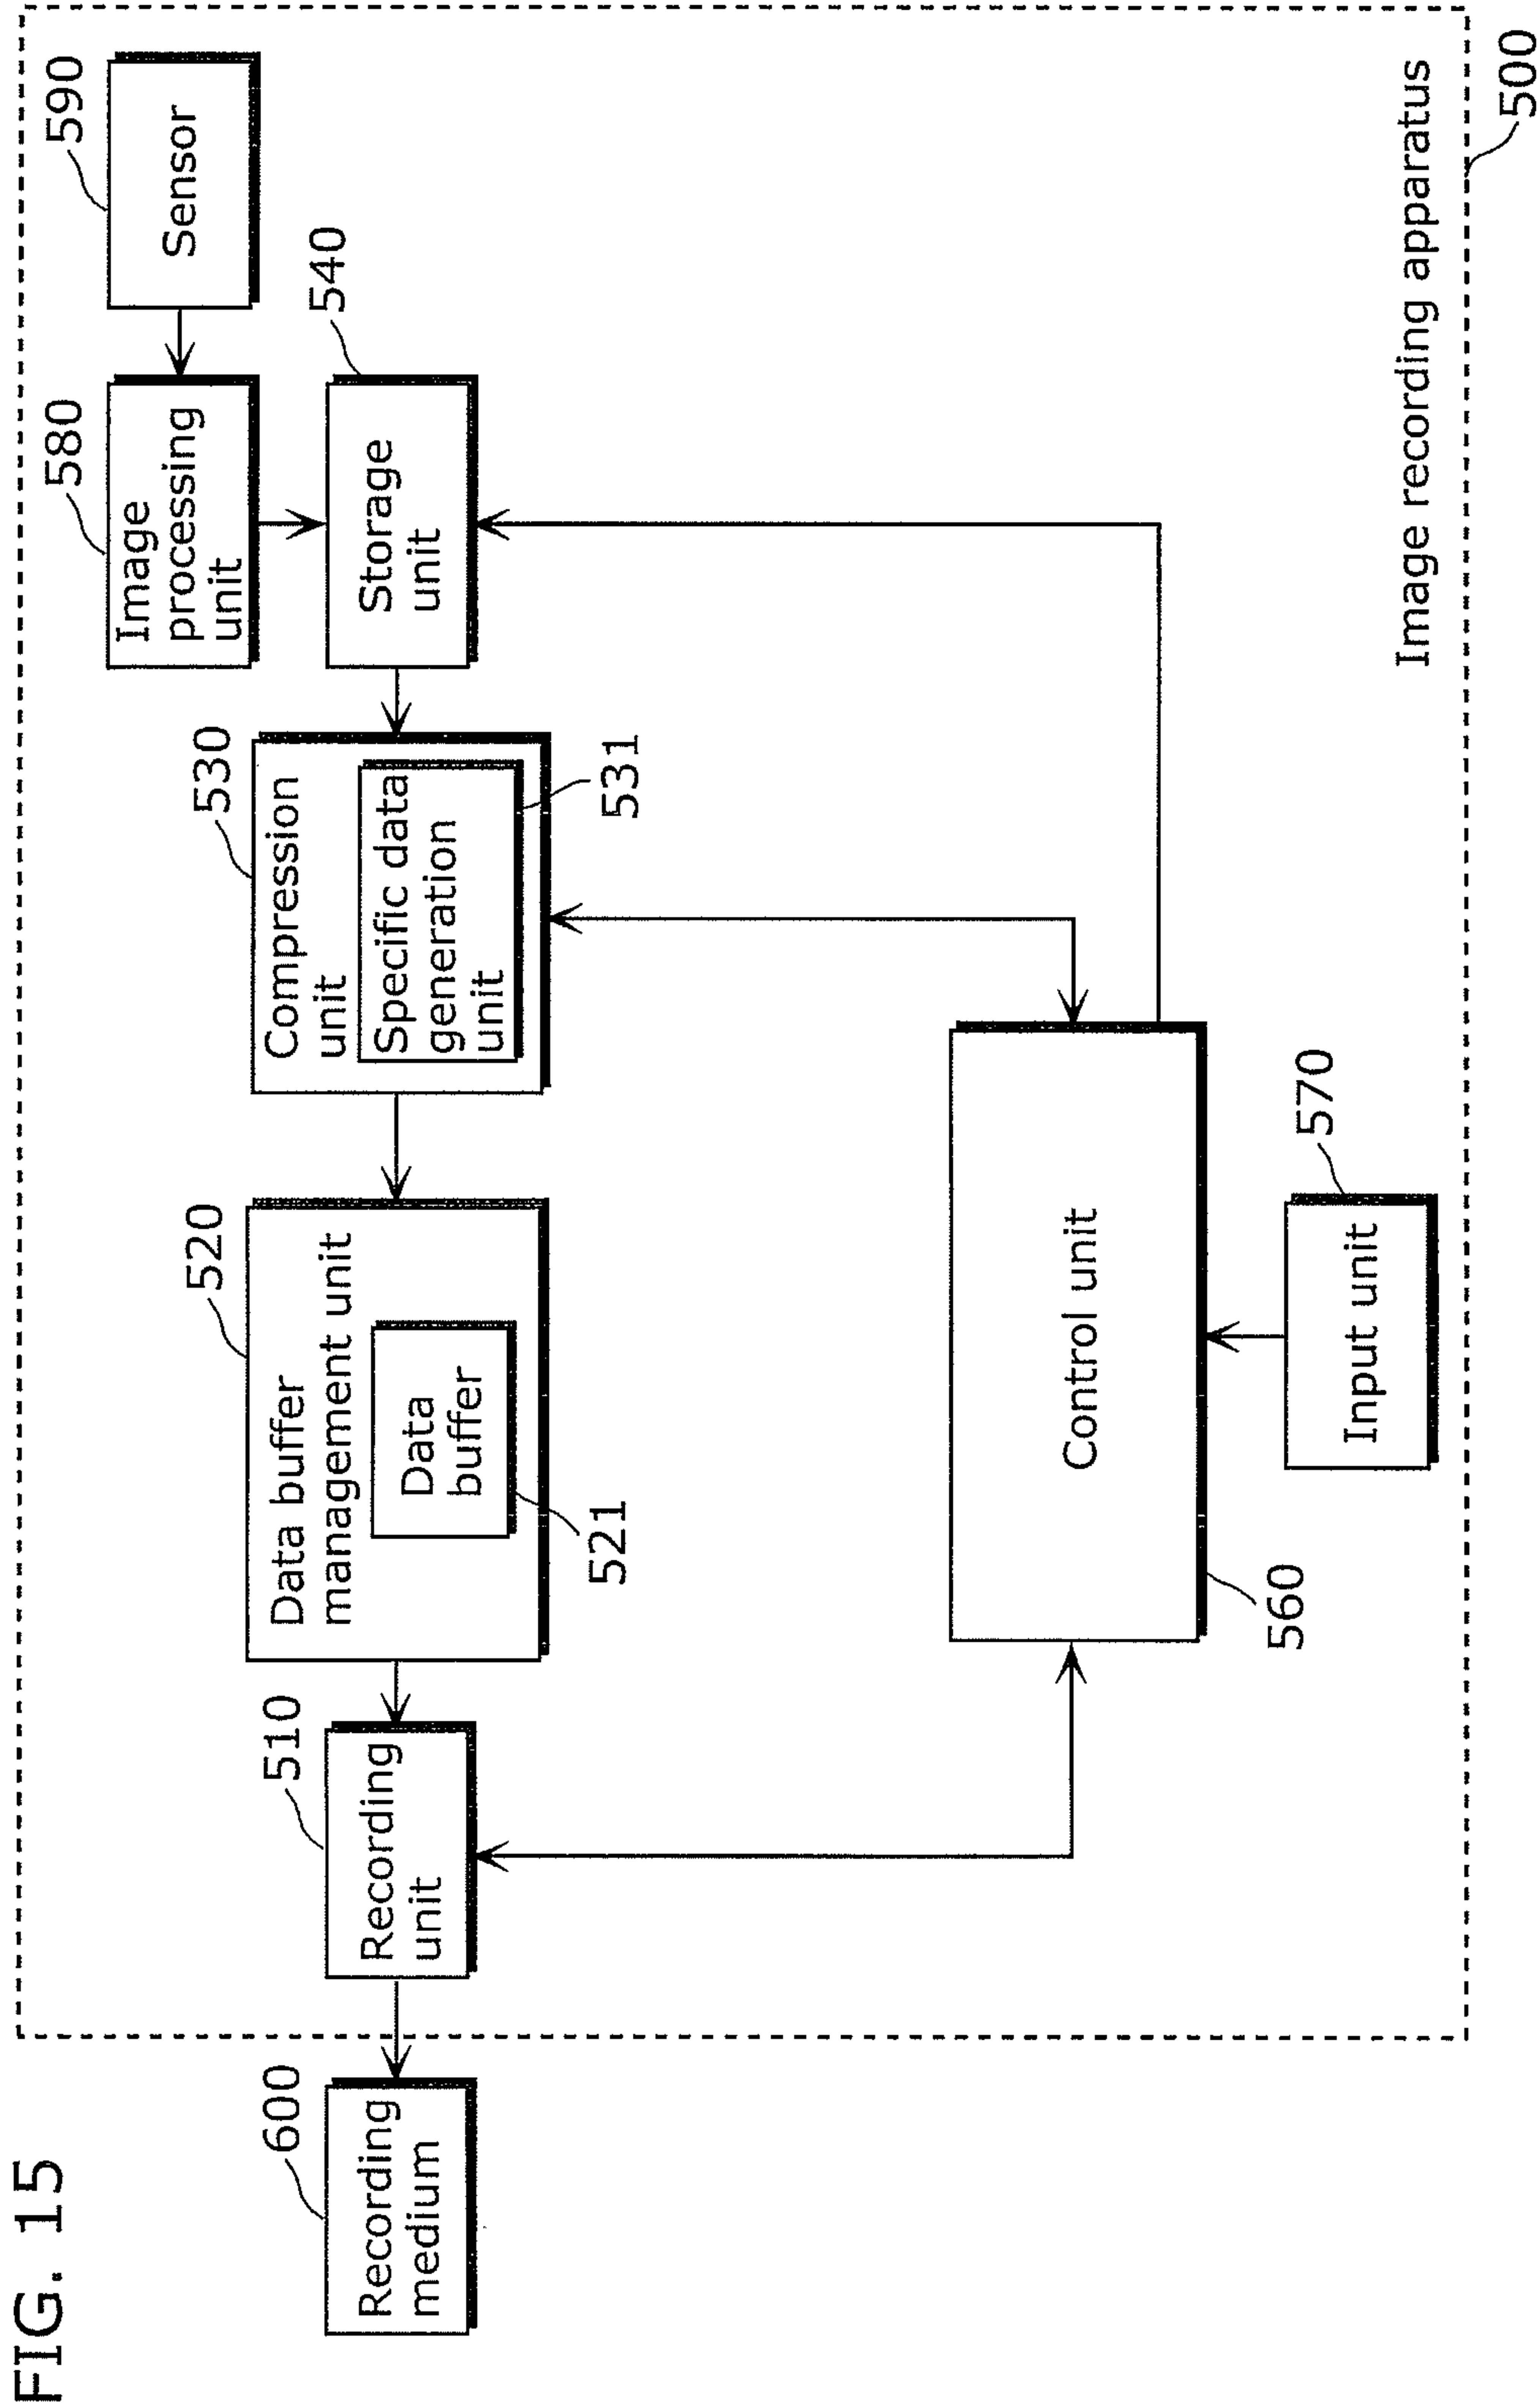 FIG. 15
600
Recording
medium
510
Recording
unit
520
Data buffer
management unit
Data
buffer
521
530
Compression
unit
Specific data
generation
unit
531
580
Image
processing
unit
590
Sensor
540
Storage
unit
Control unit
560
570
Input unit
Image recording apparatus
500